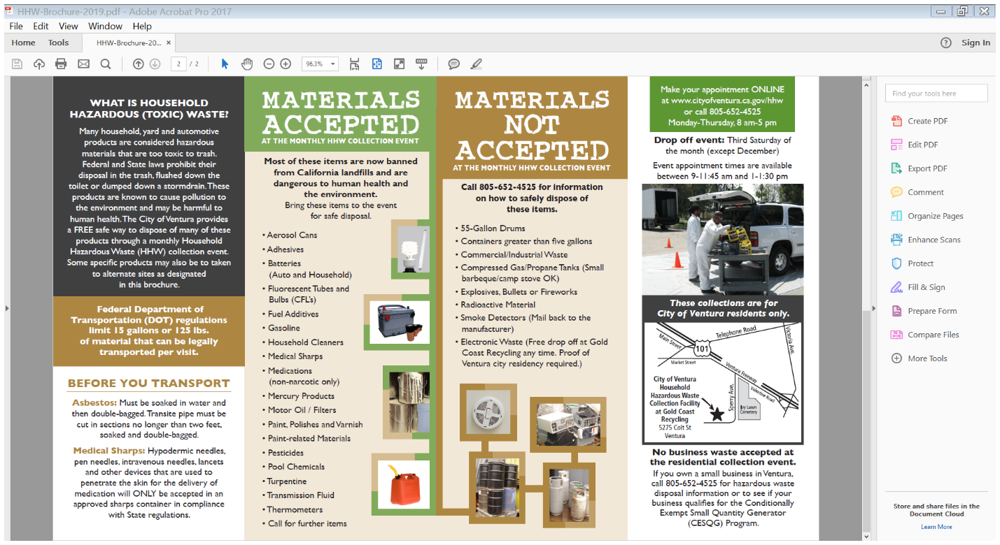 HHW-Brochure-2019.pdf - Adobe Acrobat Pro 2017
File Edit View Window Help
Home Tools HHW-Brochure-20... ×
? Sign In
2 / 2 96.3%
WHAT IS HOUSEHOLD
HAZARDOUS (TOXIC) WASTE?
Many household, yard and automotive
products are considered hazardous
materials that are too toxic to trash.
Federal and State laws prohibit their
disposal in the trash, flushed down the
toilet or dumped down a stormdrain. These
products are known to cause pollution to
the environment and may be harmful to
human health. The City of Ventura provides
a FREE safe way to dispose of many of these
products through a monthly Household
Hazardous Waste (HHW) collection event.
Some specific products may also be to taken
to alternate sites as designated
in this brochure.
Federal Department of
Transportation (DOT) regulations
limit 15 gallons or 125 lbs.
of material that can be legally
transported per visit.
BEFORE YOU TRANSPORT
Asbestos: Must be soaked in water and
then double-bagged. Transite pipe must be
cut in sections no longer than two feet,
soaked and double-bagged.
Medical Sharps: Hypodermic needles,
pen needles, intravenous needles, lancets
and other devices that are used to
penetrate the skin for the delivery of
medication will ONLY be accepted in an
approved sharps container in compliance
with State regulations.
MATERIALS
ACCEPTED
AT THE MONTHLY HHW COLLECTION EVENT
Most of these items are now banned
from California landfills and are
dangerous to human health and
the environment.
Bring these items to the event
for safe disposal.
• Aerosol Cans
• Adhesives
• Batteries
(Auto and Household)
• Fluorescent Tubes and
Bulbs (CFL's)
• Fuel Additives
• Gasoline
• Household Cleaners
• Medical Sharps
• Medications
(non-narcotic only)
• Mercury Products
• Motor Oil / Filters
• Paint, Polishes and Varnish
• Paint-related Materials
• Pesticides
• Pool Chemicals
• Turpentine
• Transmission Fluid
• Thermometers
• Call for further items
MATERIALS
NOT
ACCEPTED
AT THE MONTHLY HHW COLLECTION EVENT
Call 805-652-4525 for information
on how to safely dispose of
these items.
• 55-Gallon Drums
• Containers greater than five gallons
• Commercial/Industrial Waste
• Compressed Gas/Propane Tanks (Small
barbeque/camp stove OK)
• Explosives, Bullets or Fireworks
• Radioactive Material
• Smoke Detectors (Mail back to the
manufacturer)
• Electronic Waste (Free drop off at Gold
Coast Recycling any time. Proof of
Ventura city residency required.)
Make your appointment ONLINE
at www.cityofventura.ca.gov/hhw
or call 805-652-4525
Monday-Thursday, 8 am-5 pm
Drop off event: Third Saturday of
the month (except December)
Event appointment times are available
between 9-11:45 am and 1-1:30 pm
These collections are for
City of Ventura residents only.
Main Street
Telephone Road
Victoria Ave.
101
Market Street
Ventura Freeway
Valentine Road
Sperry Ave.
Ivy Lawn
Cemetery
City of Ventura
Household
Hazardous Waste
Collection Facility
at Gold Coast
Recycling
5275 Colt St
Ventura
No business waste accepted at
the residential collection event.
If you own a small business in Ventura,
call 805-652-4525 for hazardous waste
disposal information or to see if your
business qualifies for the Conditionally
Exempt Small Quantity Generator
(CESQG) Program.
Find your tools here
Create PDF
Edit PDF
Export PDF
Comment
Organize Pages
Enhance Scans
Protect
Fill & Sign
Prepare Form
Compare Files
More Tools
Store and share files in the
Document Cloud
Learn More